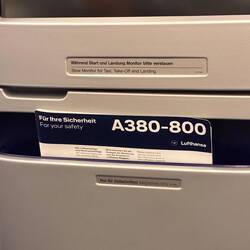 Während Start und Landung Monitor bitte verstauen
Stow Monitor for Taxi, Take-Off and Landing.
Für Ihre Sicherheit
For your safety
A380-800
Lufthansa